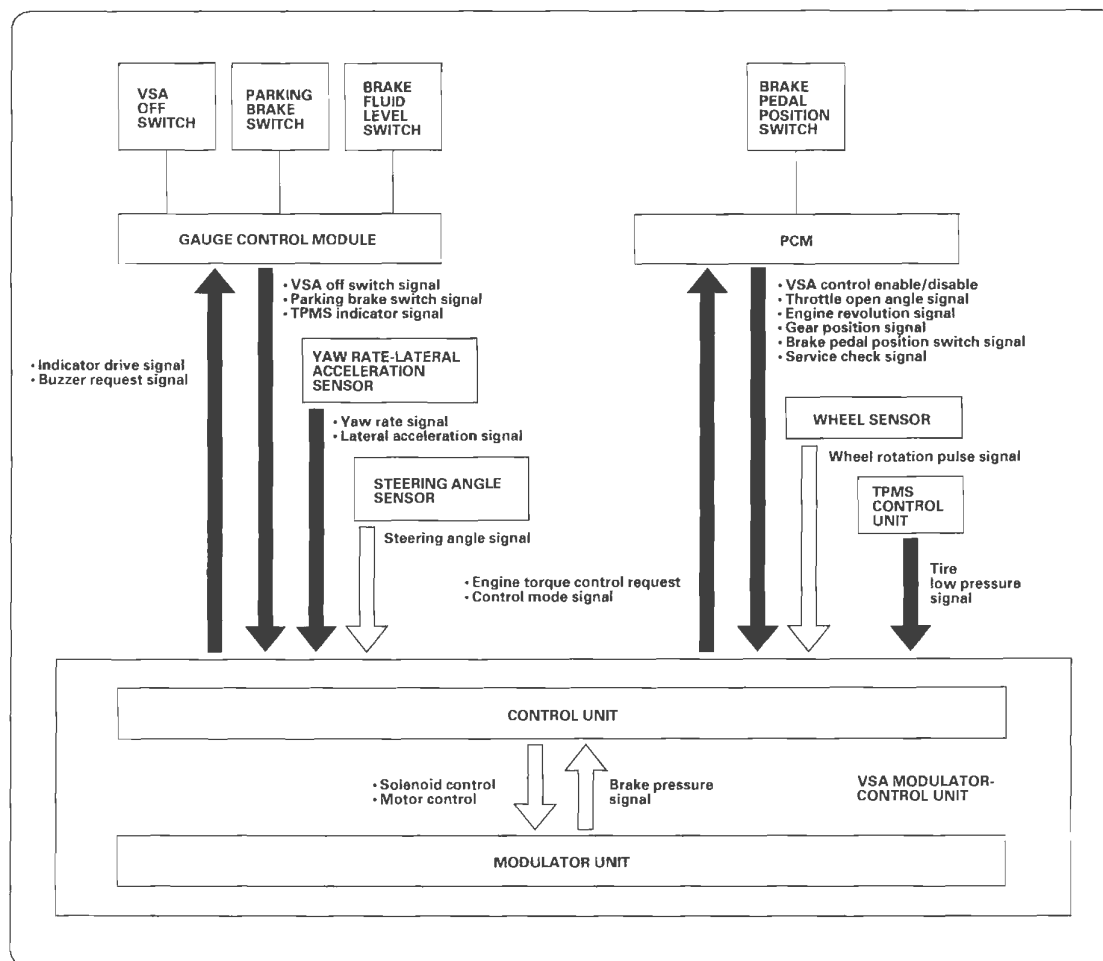 VSA
OFF
SWITCH
PARKING
BRAKE
SWITCH
BRAKE
FLUID
LEVEL
SWITCH
BRAKE
PEDAL
POSITION
SWITCH
GAUGE CONTROL MODULE
PCM
• VSA off switch signal
• Parking brake switch signal
• TPMS indicator signal
• VSA control enable/disable
• Throttle open angle signal
• Engine revolution signal
• Gear position signal
• Brake pedal position switch signal
• Service check signal
• Indicator drive signal
• Buzzer request signal
YAW RATE-LATERAL
ACCELERATION
SENSOR
• Yaw rate signal
• Lateral acceleration signal
WHEEL SENSOR
Wheel rotation pulse signal
STEERING ANGLE
SENSOR
Steering angle signal
TPMS
CONTROL
UNIT
Tire
low pressure
signal
• Engine torque control request
• Control mode signal
CONTROL UNIT
• Solenoid control
• Motor control
Brake pressure
signal
VSA MODULATOR-
CONTROL UNIT
MODULATOR UNIT